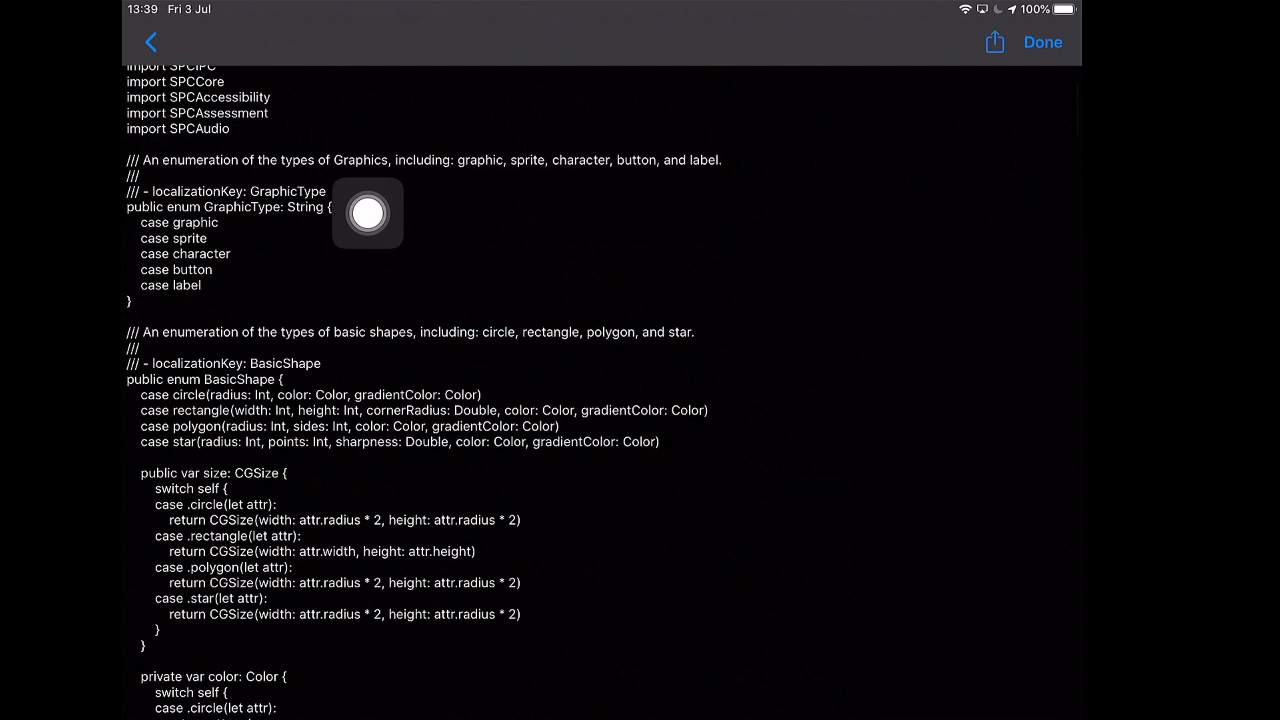 13:39 Fri 3 Jul 100%
Done
import SPCIPC
import SPCCore
import SPCAccessibility
import SPCAssessment
import SPCAudio
/// An enumeration of the types of Graphics, including: graphic, sprite, character, button, and label.
///
/// - localizationKey: GraphicType
public enum GraphicType: String {
case graphic
case sprite
case character
case button
case label
}
/// An enumeration of the types of basic shapes, including: circle, rectangle, polygon, and star.
///
/// - localizationKey: BasicShape
public enum BasicShape {
case circle(radius: Int, color: Color, gradientColor: Color)
case rectangle(width: Int, height: Int, cornerRadius: Double, color: Color, gradientColor: Color)
case polygon(radius: Int, sides: Int, color: Color, gradientColor: Color)
case star(radius: Int, points: Int, sharpness: Double, color: Color, gradientColor: Color)
public var size: CGSize {
switch self {
case .circle(let attr):
return CGSize(width: attr.radius * 2, height: attr.radius * 2)
case .rectangle(let attr):
return CGSize(width: attr.width, height: attr.height)
case .polygon(let attr):
return CGSize(width: attr.radius * 2, height: attr.radius * 2)
case .star(let attr):
return CGSize(width: attr.radius * 2, height: attr.radius * 2)
}
}
private var color: Color {
switch self {
case .circle(let attr):